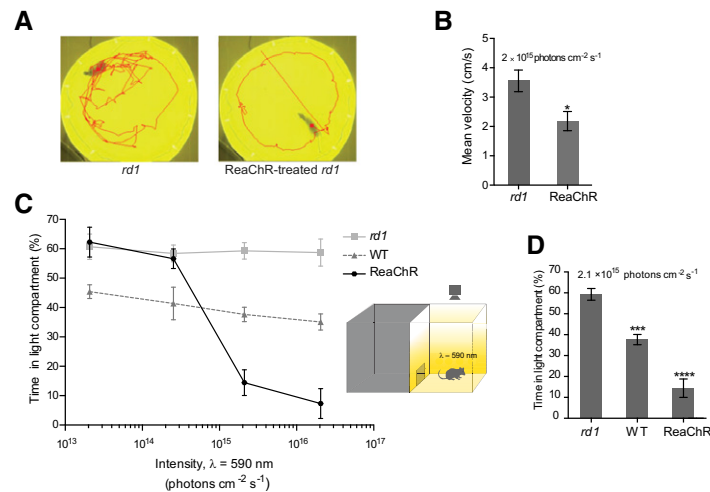 A
rd1
ReaChR-treated rd1
B
Mean velocity (cm/s)
5
4
3
2
1
0
2 × 10¹⁵ photons cm⁻² s⁻¹
*
rd1
ReaChR
C
Time in light compartment (%)
70
60
50
40
30
20
10
0
10¹³
10¹⁴
10¹⁵
10¹⁶
10¹⁷
Intensity, λ = 590 nm
(photons cm⁻² s⁻¹)
rd1
WT
ReaChR
λ = 590 nm
D
Time in light compartment (%)
70
60
50
40
30
20
10
0
2.1 ×10¹⁵ photons cm⁻² s⁻¹
***
****
rd1
WT
ReaChR